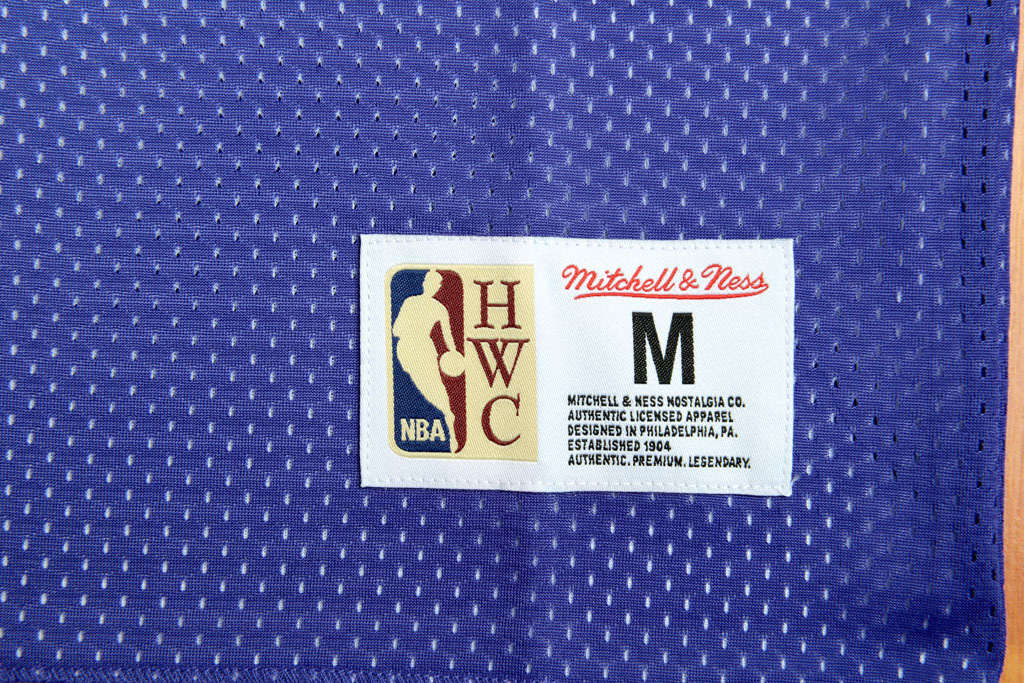 NBA
H
W
C
Mitchell & Ness
M
MITCHELL & NESS NOSTALGIA CO.
AUTHENTIC LICENSED APPAREL
DESIGNED IN PHILADELPHIA, PA.
ESTABLISHED 1904
AUTHENTIC. PREMIUM. LEGENDARY.